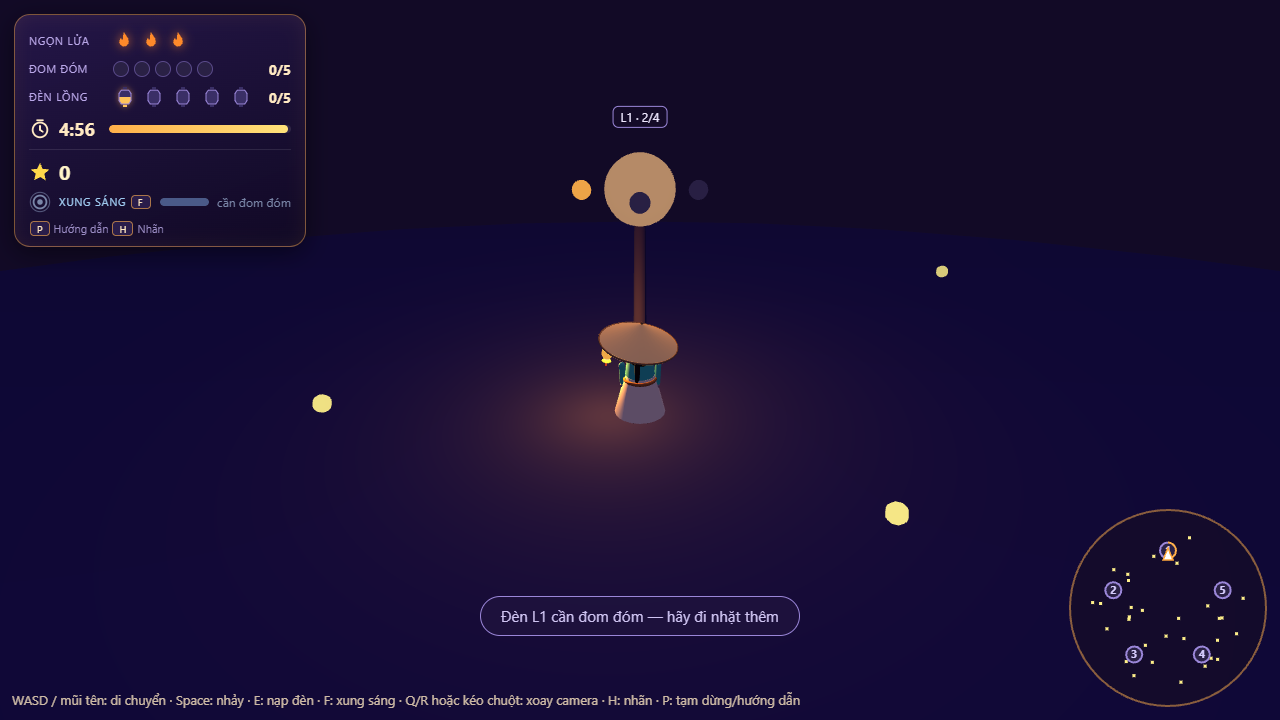 NGỌN LỬA
ĐOM ĐÓM 0/5
ĐÈN LỒNG 0/5
4:56
0
XUNG SÁNG F cần đom đóm
P Hướng dẫn H Nhãn
L1 · 2/4
1
2 5
3 4
Đèn L1 cần đom đóm — hãy đi nhặt thêm
WASD / mũi tên: di chuyển · Space: nhảy · E: nạp đèn · F: xung sáng · Q/R hoặc kéo chuột: xoay camera · H: nhãn · P: tạm dừng/hướng dẫn